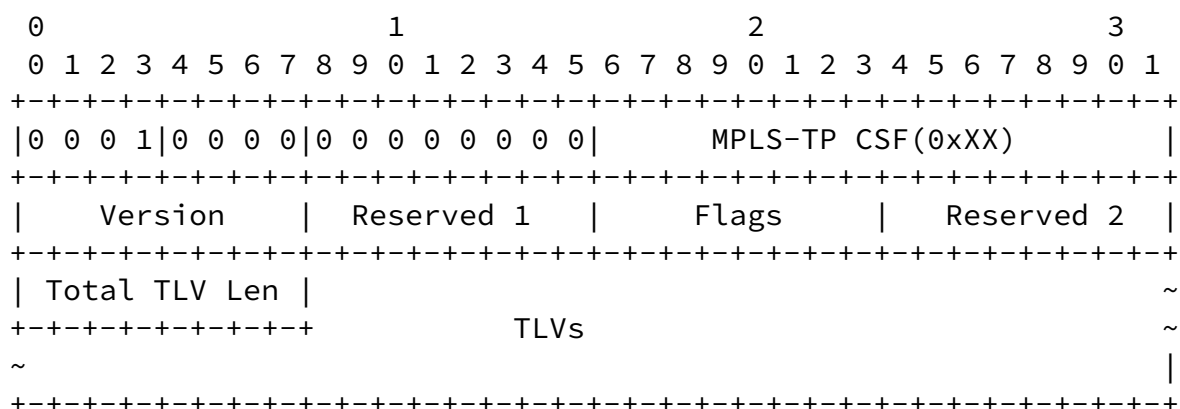 0                   1                   2                   3
 0 1 2 3 4 5 6 7 8 9 0 1 2 3 4 5 6 7 8 9 0 1 2 3 4 5 6 7 8 9 0 1
+-+-+-+-+-+-+-+-+-+-+-+-+-+-+-+-+-+-+-+-+-+-+-+-+-+-+-+-+-+-+-+-+
|0 0 0 1|0 0 0 0|0 0 0 0 0 0 0 0|      MPLS-TP CSF(0xXX)        |
+-+-+-+-+-+-+-+-+-+-+-+-+-+-+-+-+-+-+-+-+-+-+-+-+-+-+-+-+-+-+-+-+
|    Version    |  Reserved 1   |     Flags     |   Reserved 2  |
+-+-+-+-+-+-+-+-+-+-+-+-+-+-+-+-+-+-+-+-+-+-+-+-+-+-+-+-+-+-+-+-+
| Total TLV Len |                                               ~
+-+-+-+-+-+-+-+-+           TLVs                                ~
~                                                               |
+-+-+-+-+-+-+-+-+-+-+-+-+-+-+-+-+-+-+-+-+-+-+-+-+-+-+-+-+-+-+-+-+